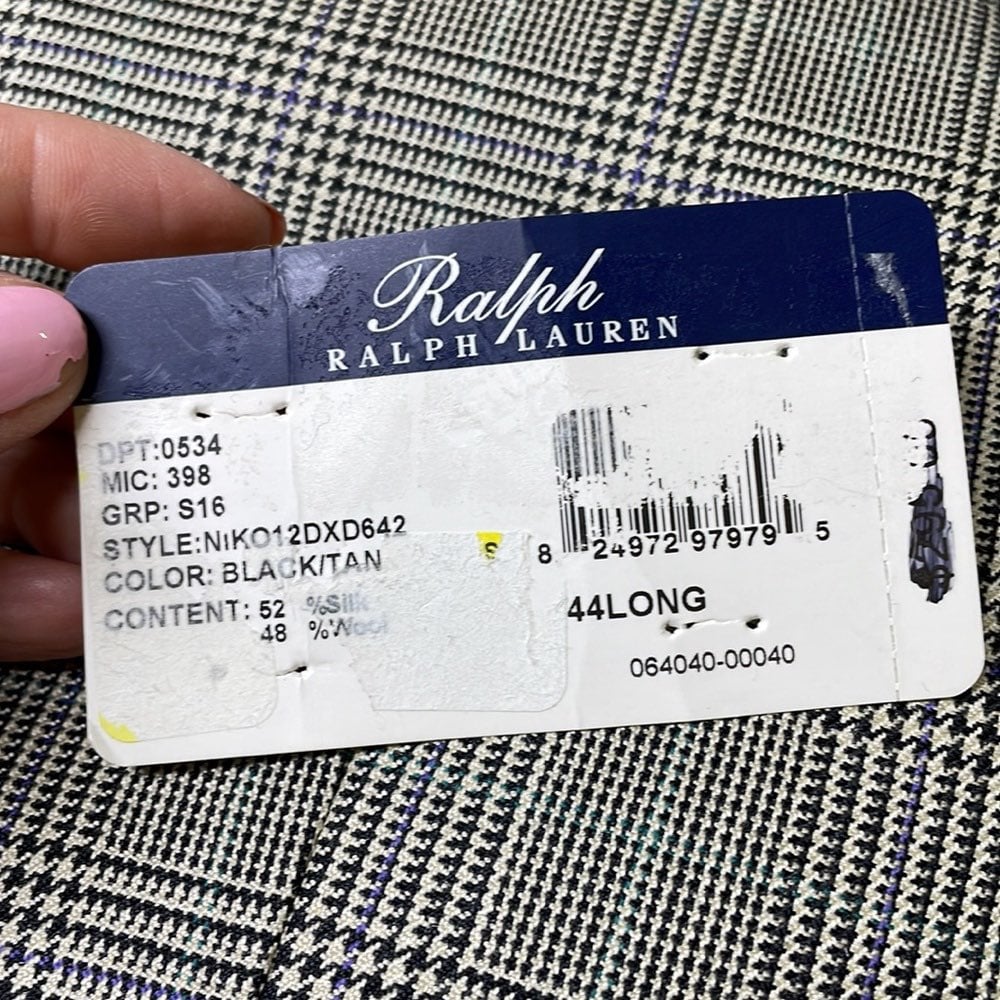 Ralph
RALPH LAUREN
DPT:0534
MIC: 398
GRP: S16
STYLE:NIKO12DXD642
COLOR: BLACK/TAN
CONTENT: 52 %Silk
48 %Wool
S
8 24972 97979 5
44LONG
064040-00040